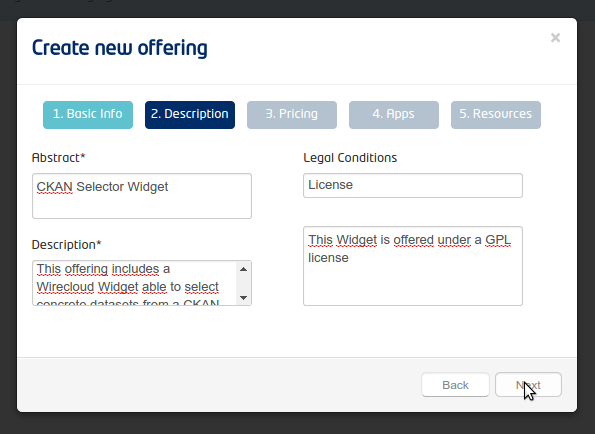 Create new offering
×
1. Basic Info
2. Description
3. Pricing
4. Apps
5. Resources
Abstract*
CKAN Selector Widget
Description*
This offering includes a
Wirecloud Widget able to select
concrete datasets from a CKAN
Legal Conditions
License
This Widget is offered under a GPL
license
Back
Next